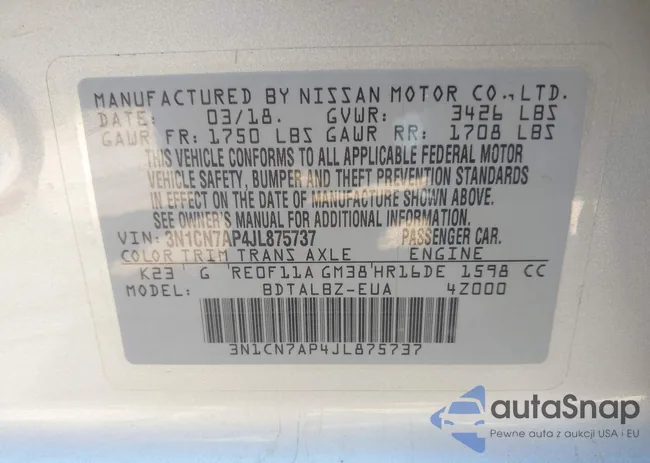 MANUFACTURED BY NISSAN MOTOR CO., LTD.
DATE: 03/18. GVWR: 3426 LBS
GAWR FR: 1750 LBS GAWR RR: 1708 LBS
THIS VEHICLE CONFORMS TO ALL APPLICABLE FEDERAL MOTOR
VEHICLE SAFETY, BUMPER AND THEFT PREVENTION STANDARDS
IN EFFECT ON THE DATE OF MANUFACTURE SHOWN ABOVE.
SEE OWNER'S MANUAL FOR ADDITIONAL INFORMATION.
VIN: 3N1CN7AP4JL875737 PASSENGER CAR.
COLOR TRIM TRANS AXLE ENGINE
K23 G RE0F11A GM38 HR16DE 1598 CC
MODEL: BDTALBZ-EUA 4Z000
3N1CN7AP4JL875737
autaSnap
Pewne auta z aukcji USA i EU